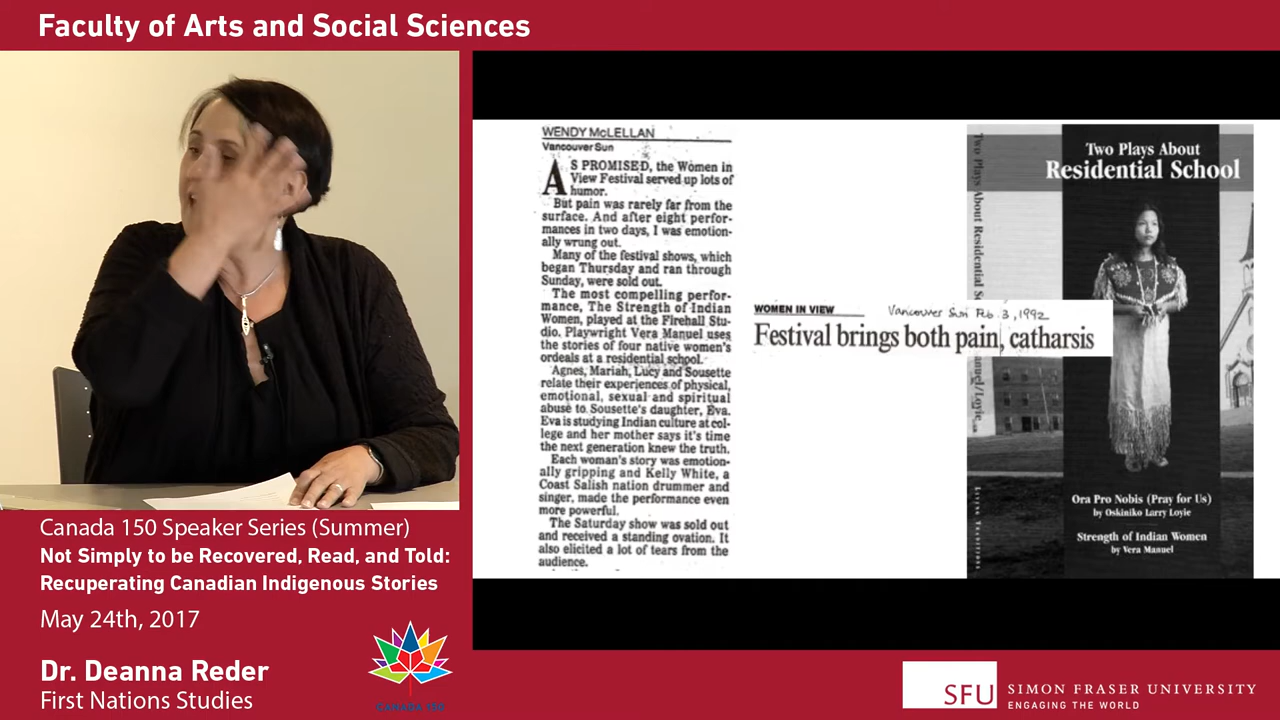 Faculty of Arts and Social Sciences
WENDY McLELLAN
Vancouver Sun
AS PROMISED, the Women in
View Festival served up lots of
humor.
But pain was rarely far from the
surface. And after eight perfor-
mances in two days, I was emotion-
ally wrung out.
Many of the festival shows, which
began Thursday and ran through
Sunday, were sold out.
The most compelling perfor-
mance, The Strength of Indian
Women, played at the Firehall Stu-
dio. Playwright Vera Manuel uses
the stories of four native women's
ordeals at a residential school.
Agnes, Mariah, Lucy and Sousette
relate their experiences of physical,
emotional, sexual and spiritual
abuse to Sousette's daughter, Eva.
Eva is studying Indian culture at col-
lege and her mother says it's time
the next generation knew the truth.
Each woman's story was emotion-
ally gripping and Kelly White, a
Coast Salish nation drummer and
singer, made the performance even
more powerful.
The Saturday show was sold out
and received a standing ovation. It
also elicited a lot of tears from the
audience.
WOMEN IN VIEW
Vancouver Sun Feb. 3, 1992
Festival brings both pain, catharsis
Two Plays About Residential S
Manuel/Loyie
Two Plays About
Residential School
Ora Pro Nobis (Pray for Us)
by Oskiniko Larry Loyie
Strength of Indian Women
by Vera Manuel
Canada 150 Speaker Series (Summer)
Not Simply to be Recovered, Read, and Told:
Recuperating Canadian Indigenous Stories
May 24th, 2017
Dr. Deanna Reder
First Nations Studies
CANADA 150
SFU
SIMON FRASER UNIVERSITY
ENGAGING THE WORLD